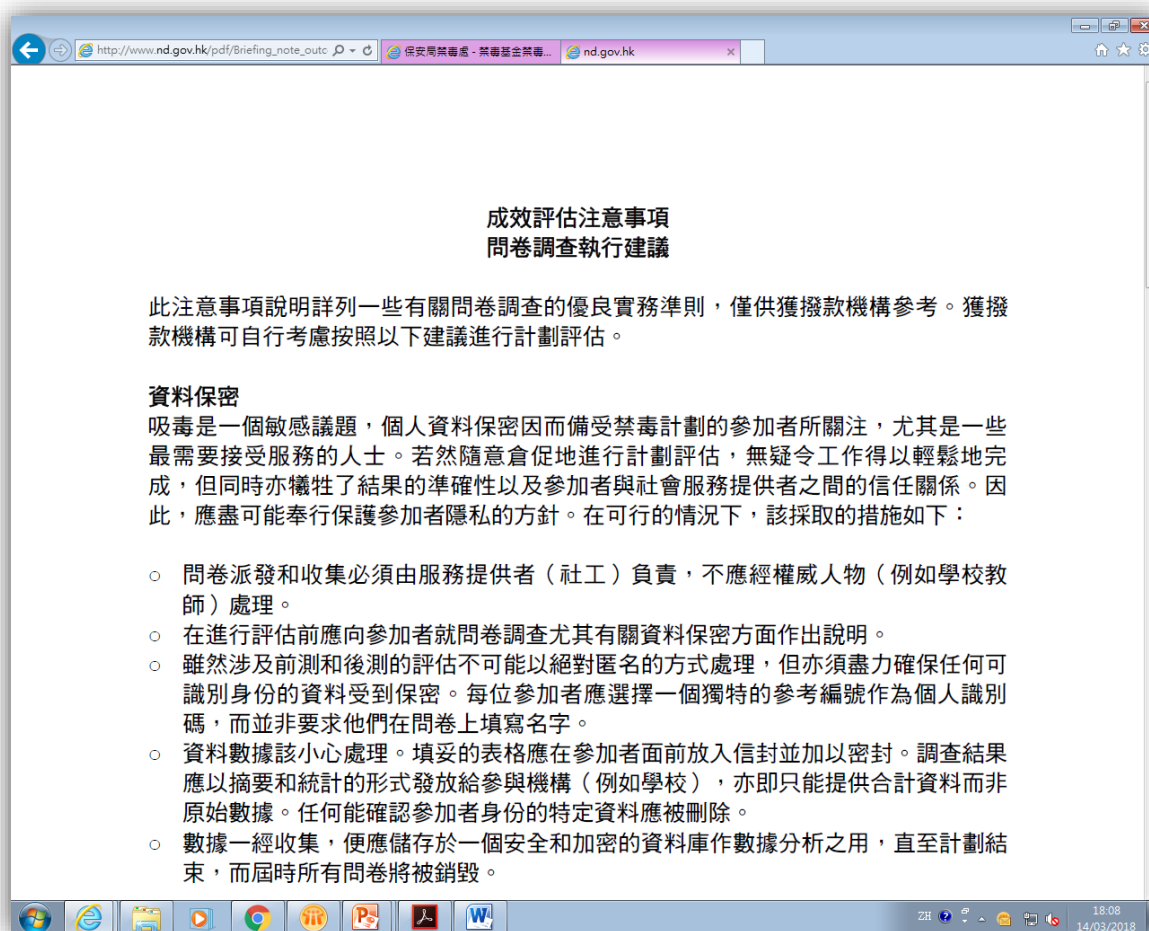 http://www.nd.gov.hk/pdf/Briefing_note_outc
保安局禁毒處 - 禁毒基金禁毒...
nd.gov.hk
成效評估注意事項
問卷調查執行建議
此注意事項說明詳列一些有關問卷調查的優良實務準則，僅供獲撥款機構參考。獲撥
款機構可自行考慮按照以下建議進行計劃評估。
資料保密
吸毒是一個敏感議題，個人資料保密因而備受禁毒計劃的參加者所關注，尤其是一些
最需要接受服務的人士。若然隨意倉促地進行計劃評估，無疑令工作得以輕鬆地完
成，但同時亦犧牲了結果的準確性以及參加者與社會服務提供者之間的信任關係。因
此，應盡可能奉行保護參加者隱私的方針。在可行的情況下，該採取的措施如下：
○ 問卷派發和收集必須由服務提供者（社工）負責，不應經權威人物（例如學校教
師）處理。
○ 在進行評估前應向參加者就問卷調查尤其有關資料保密方面作出說明。
○ 雖然涉及前測和後測的評估不可能以絕對匿名的方式處理，但亦須盡力確保任何可
識別身份的資料受到保密。每位參加者應選擇一個獨特的參考編號作為個人識別
碼，而並非要求他們在問卷上填寫名字。
○ 資料數據該小心處理。填妥的表格應在參加者面前放入信封並加以密封。調查結果
應以摘要和統計的形式發放給參與機構（例如學校），亦即只能提供合計資料而非
原始數據。任何能確認參加者身份的特定資料應被刪除。
○ 數據一經收集，便應儲存於一個安全和加密的資料庫作數據分析之用，直至計劃結
束，而屆時所有問卷將被銷毀。
ZH
18:08
14/03/2018